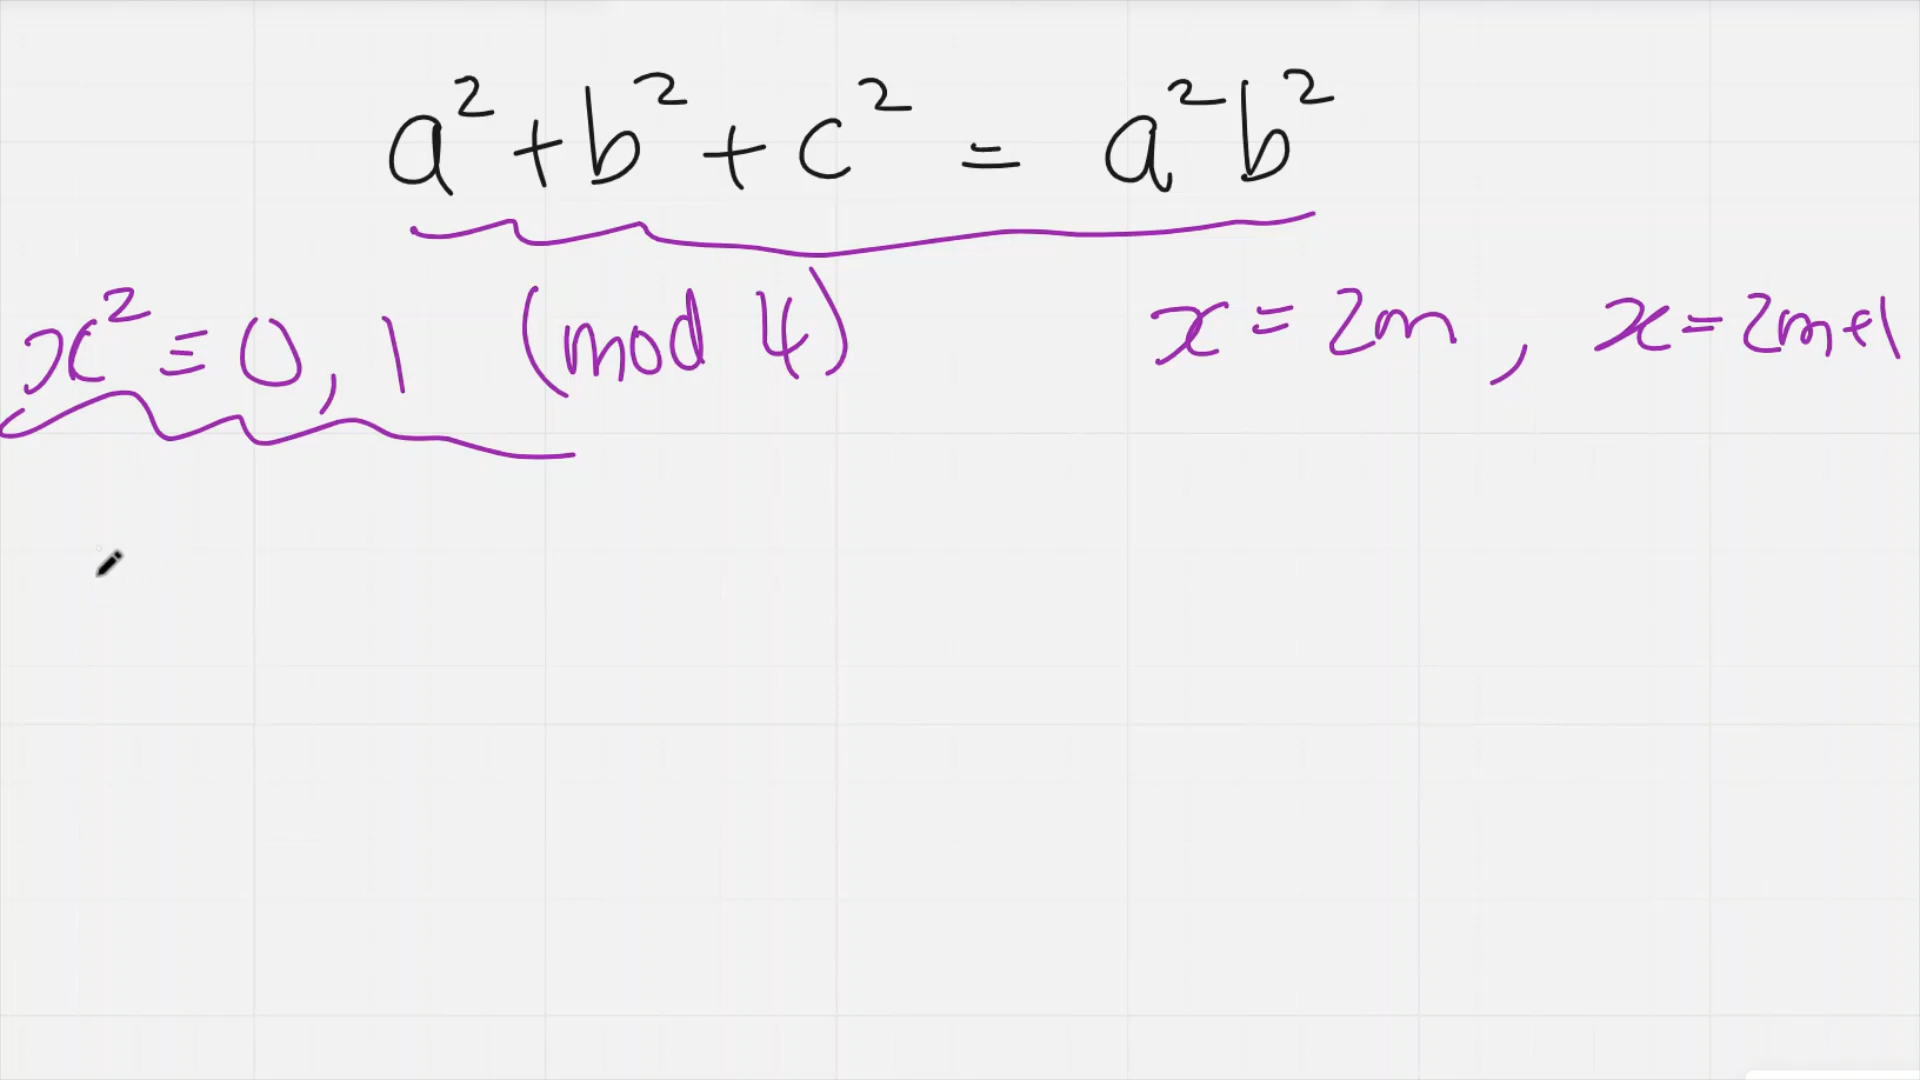 a² + b² + c² = a²b²
x² ≡ 0, 1 (mod 4) x = 2m, x = 2m+1